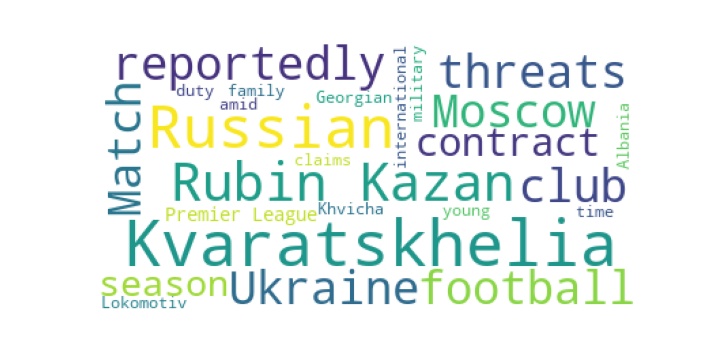 reportedly
threats
duty
family
amid
Georgian
international
military
Match
Russian
Moscow
contract
Albania
claims
Rubin Kazan
club
Premier League
Khvicha
young
time
Kvaratskhelia
season
Ukraine
football
Lokomotiv